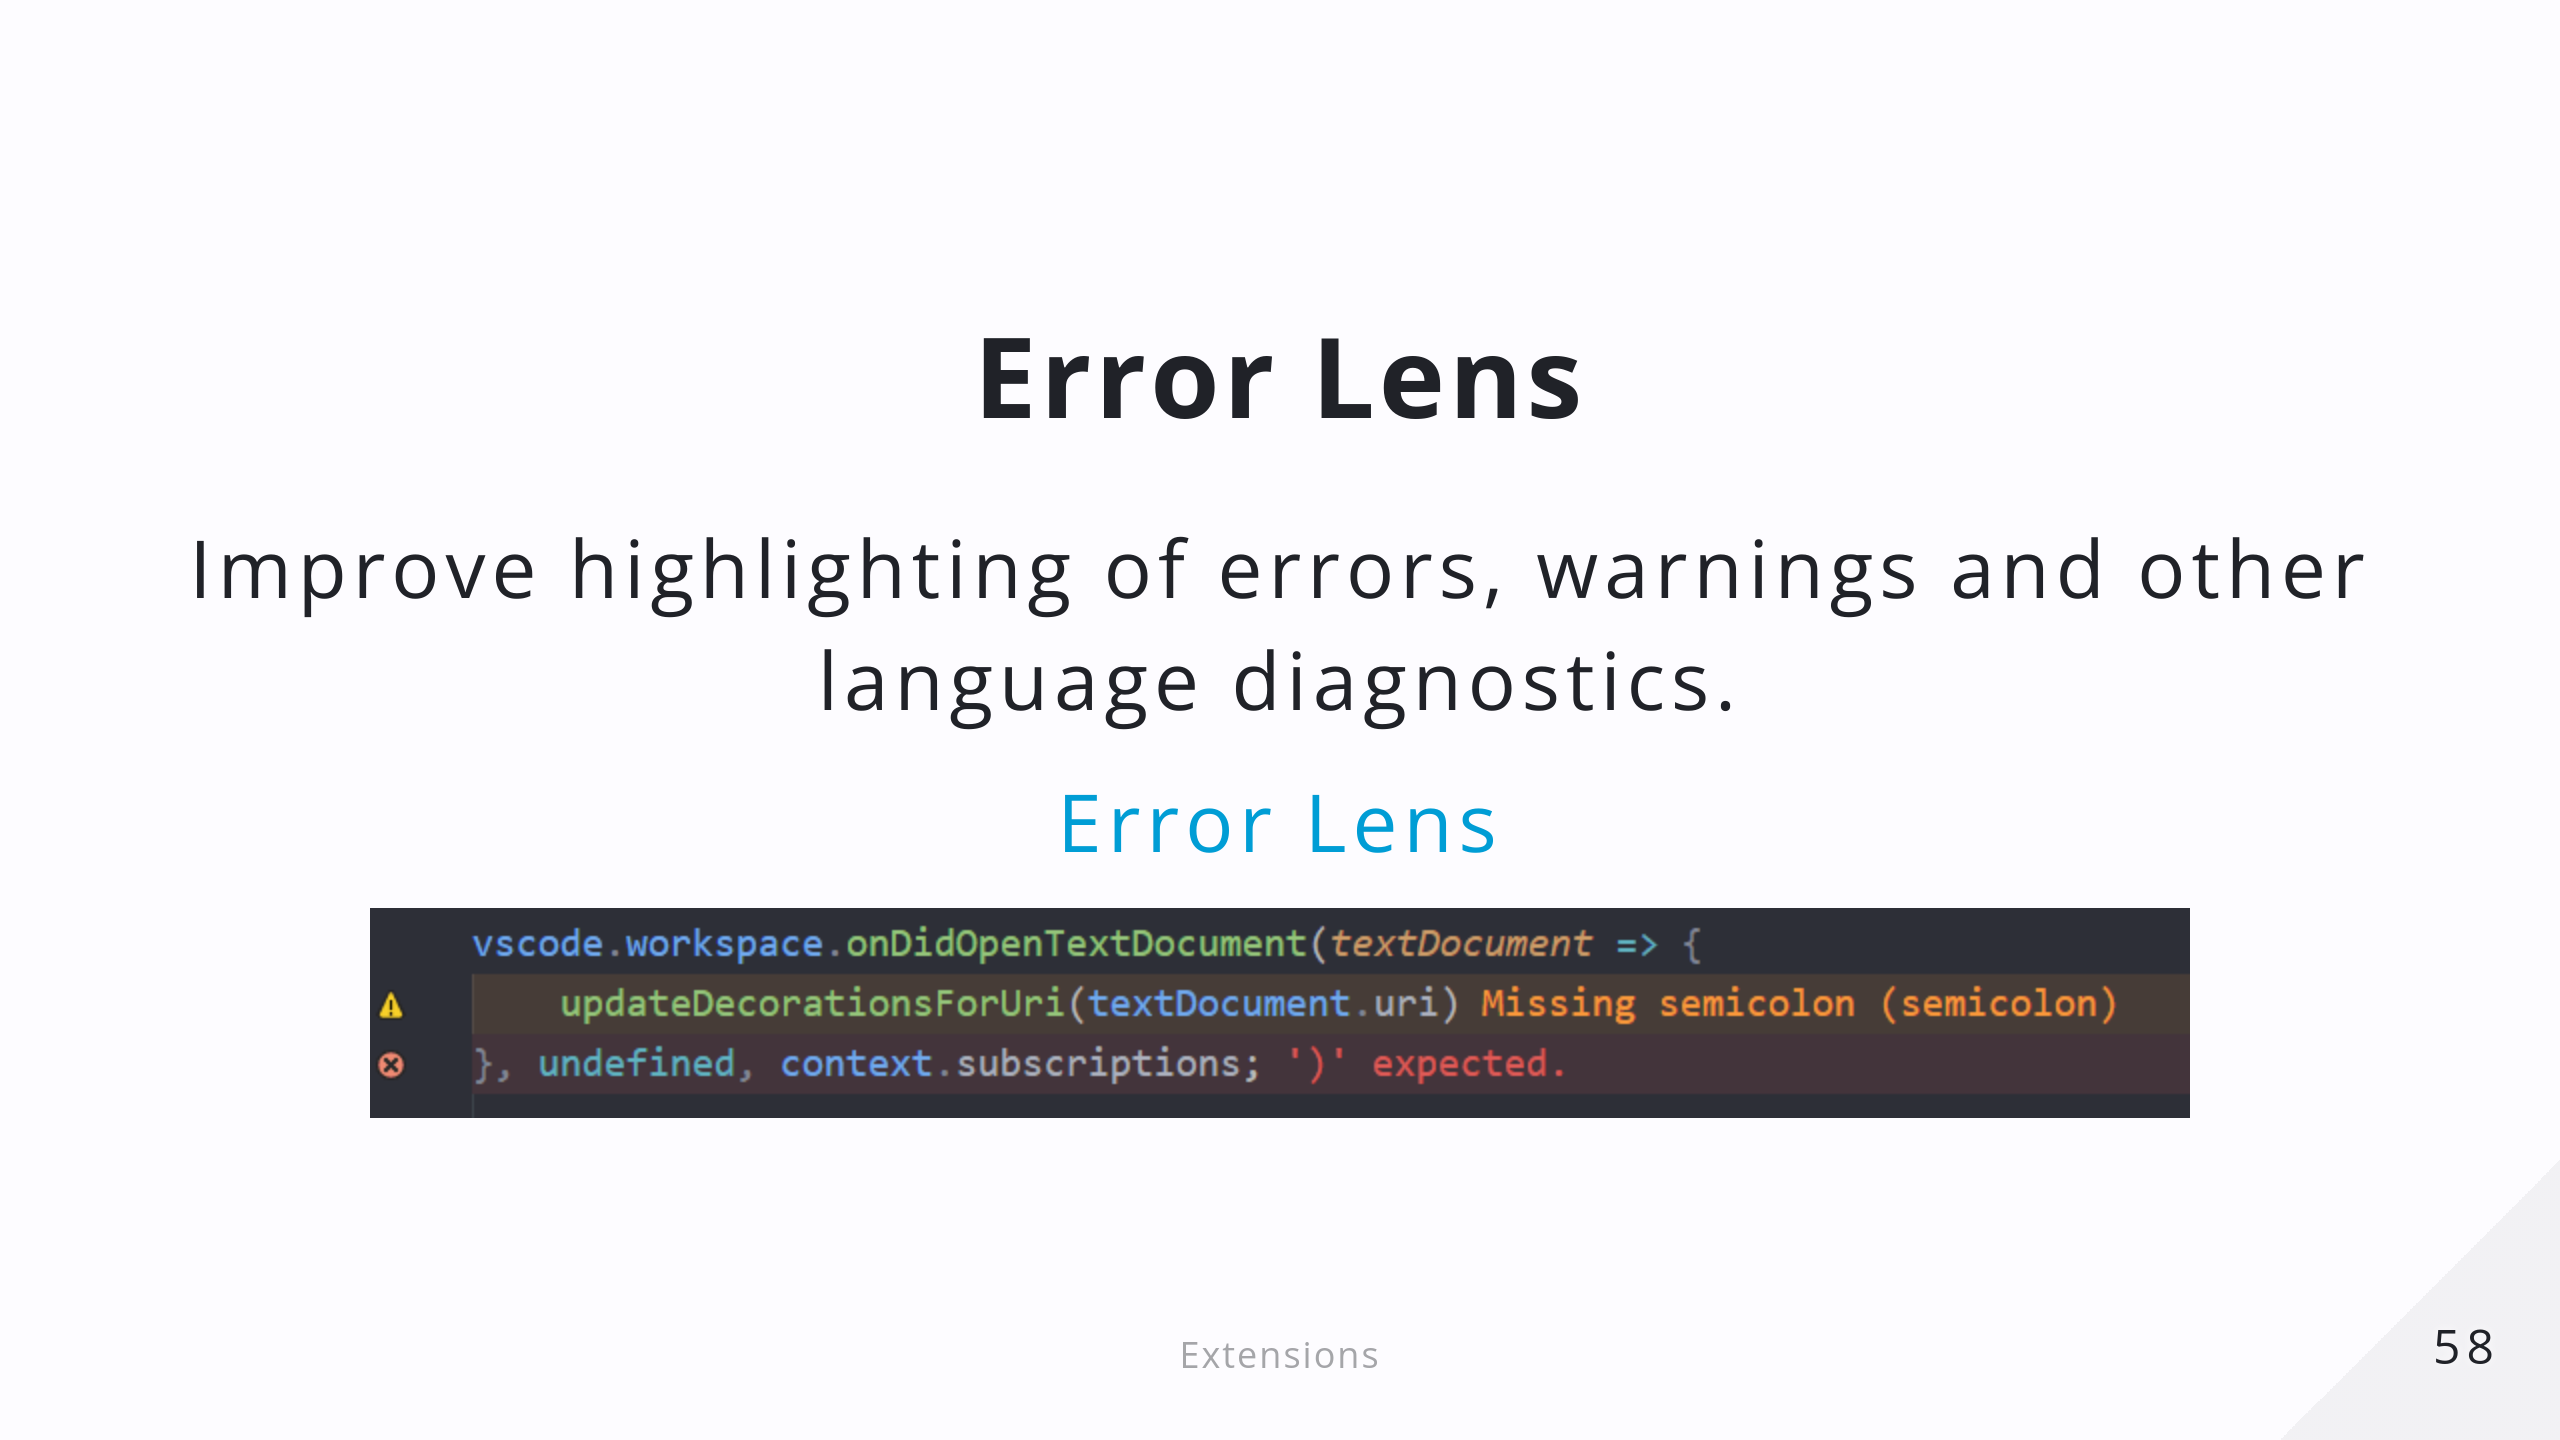 Error Lens
Improve highlighting of errors, warnings and other
language diagnostics.
Error Lens
vscode.workspace.onDidOpenTextDocument(textDocument => {
updateDecorationsForUri(textDocument.uri) Missing semicolon (semicolon)
}, undefined, context.subscriptions; ')' expected.
Extensions
58